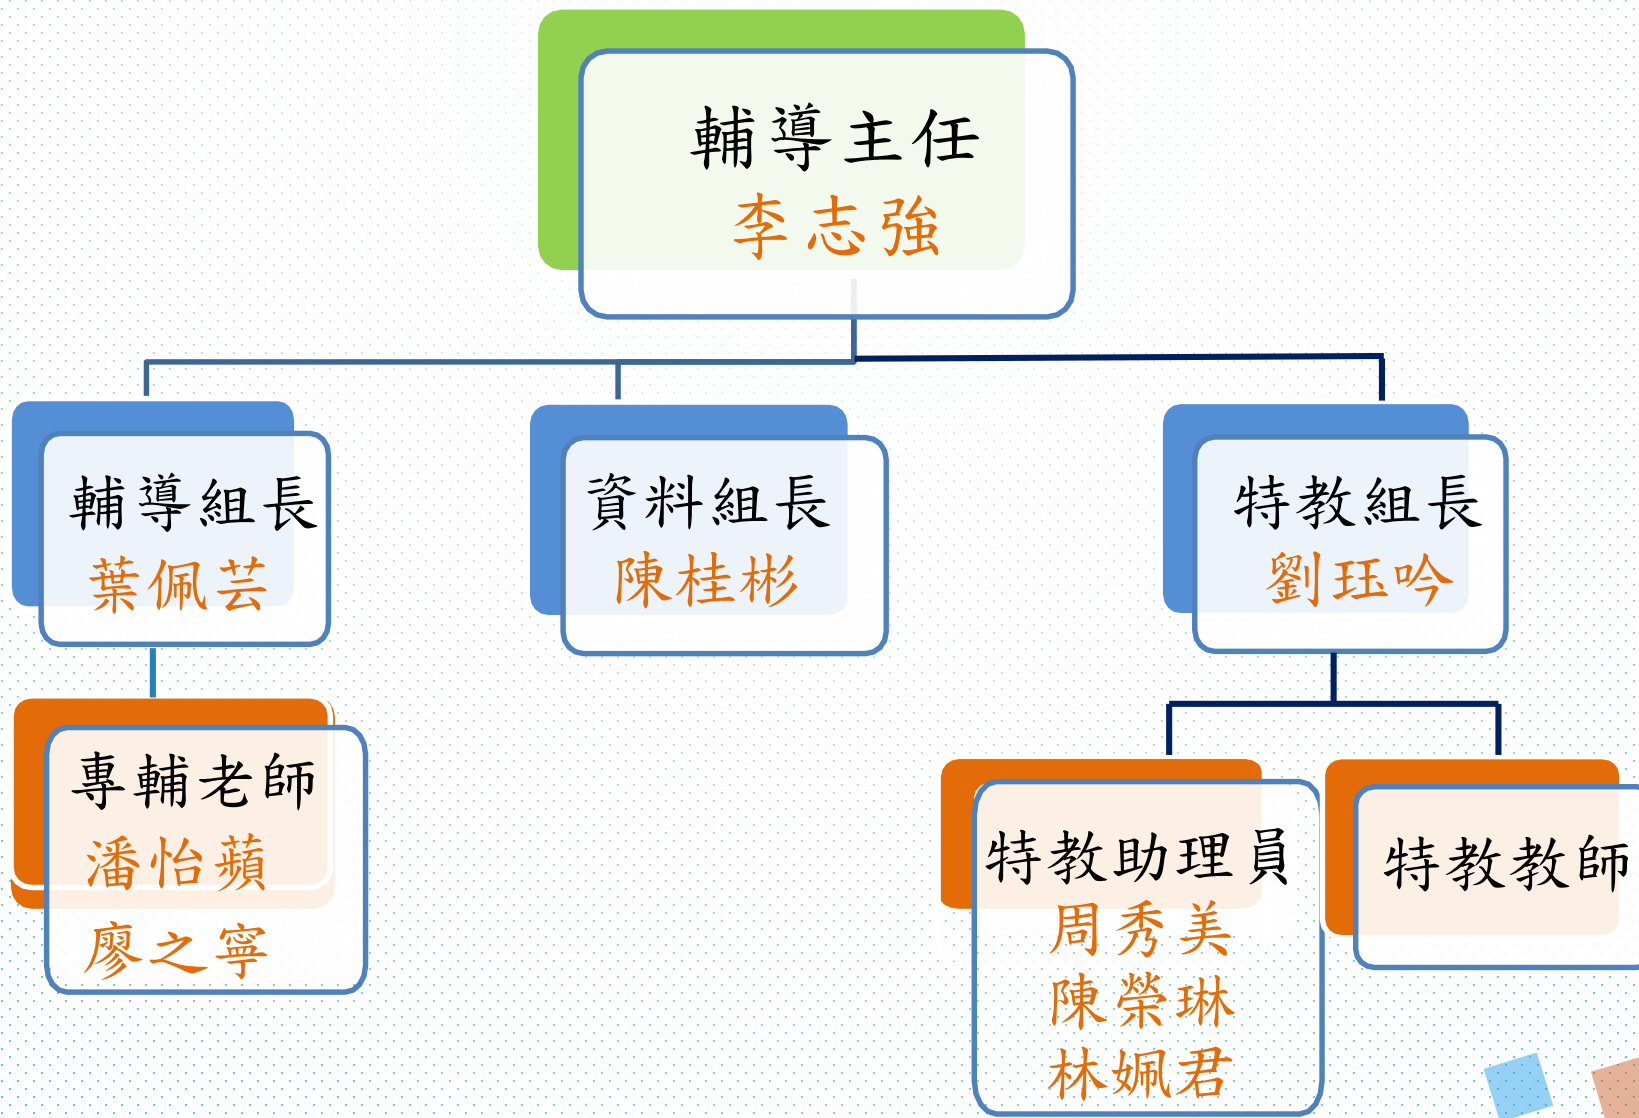 輔導主任
李志強
輔導組長
葉佩芸
資料組長
陳桂彬
特教組長
劉珏吟
專輔老師
潘怡蘋
廖之寧
特教助理員
周秀美
陳榮琳
林姵君
特教教師